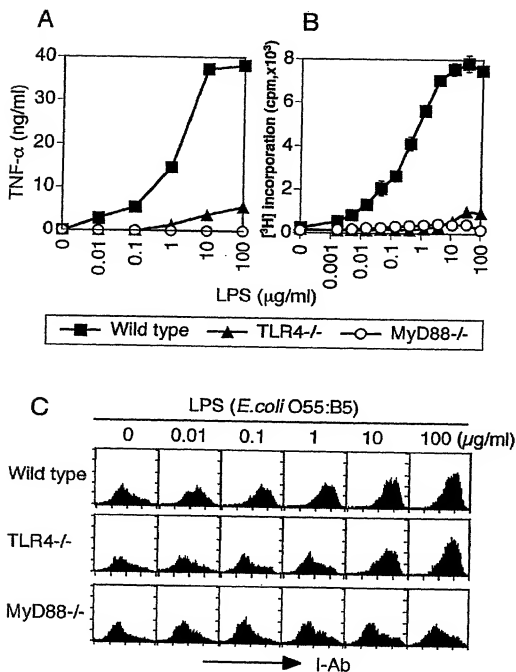 A
TNF-α (ng/ml)
40
30
20
10
0
0
0.01
0.1
1
10
100
B
[³H] incorporation (cpm,x10³)
8
6
4
2
0
0
0.001
0.01
0.1
1
10
100
LPS (μg/ml)
Wild type TLR4-/- MyD88-/-
C
LPS (E.coli O55:B5)
0 0.01 0.1 1 10 100 (μg/ml)
Wild type
TLR4-/-
MyD88-/-
I-Ab